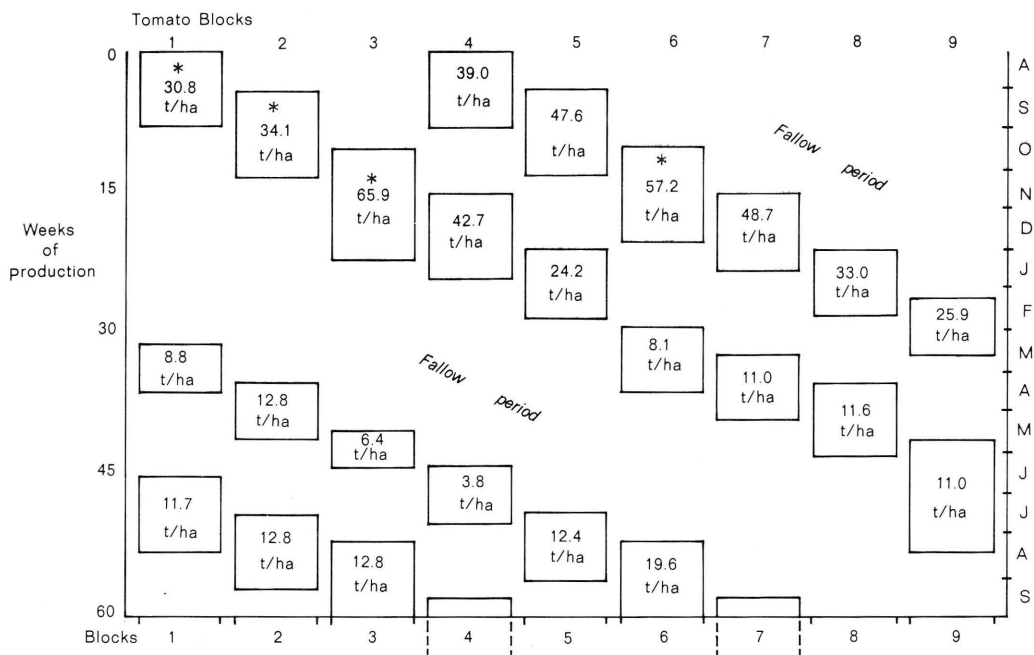 Tomato Blocks
1 2 3 4 5 6 7 8 9
0
*
30.8
t/ha
*
34.1
t/ha
*
65.9
t/ha
39.0
t/ha
42.7
t/ha
47.6
t/ha
24.2
t/ha
*
57.2
t/ha
48.7
t/ha
33.0
t/ha
25.9
t/ha
Fallow
period
15
Weeks
of
production
30
8.8
t/ha
12.8
t/ha
6.4
t/ha
3.8
t/ha
Fallow
period
8.1
t/ha
11.0
t/ha
11.6
t/ha
11.0
t/ha
45
11.7
t/ha
12.8
t/ha
12.8
t/ha
12.4
t/ha
19.6
t/ha
60
A
S
O
N
D
J
F
M
A
M
J
J
A
S
Blocks 1 2 3 4 5 6 7 8 9